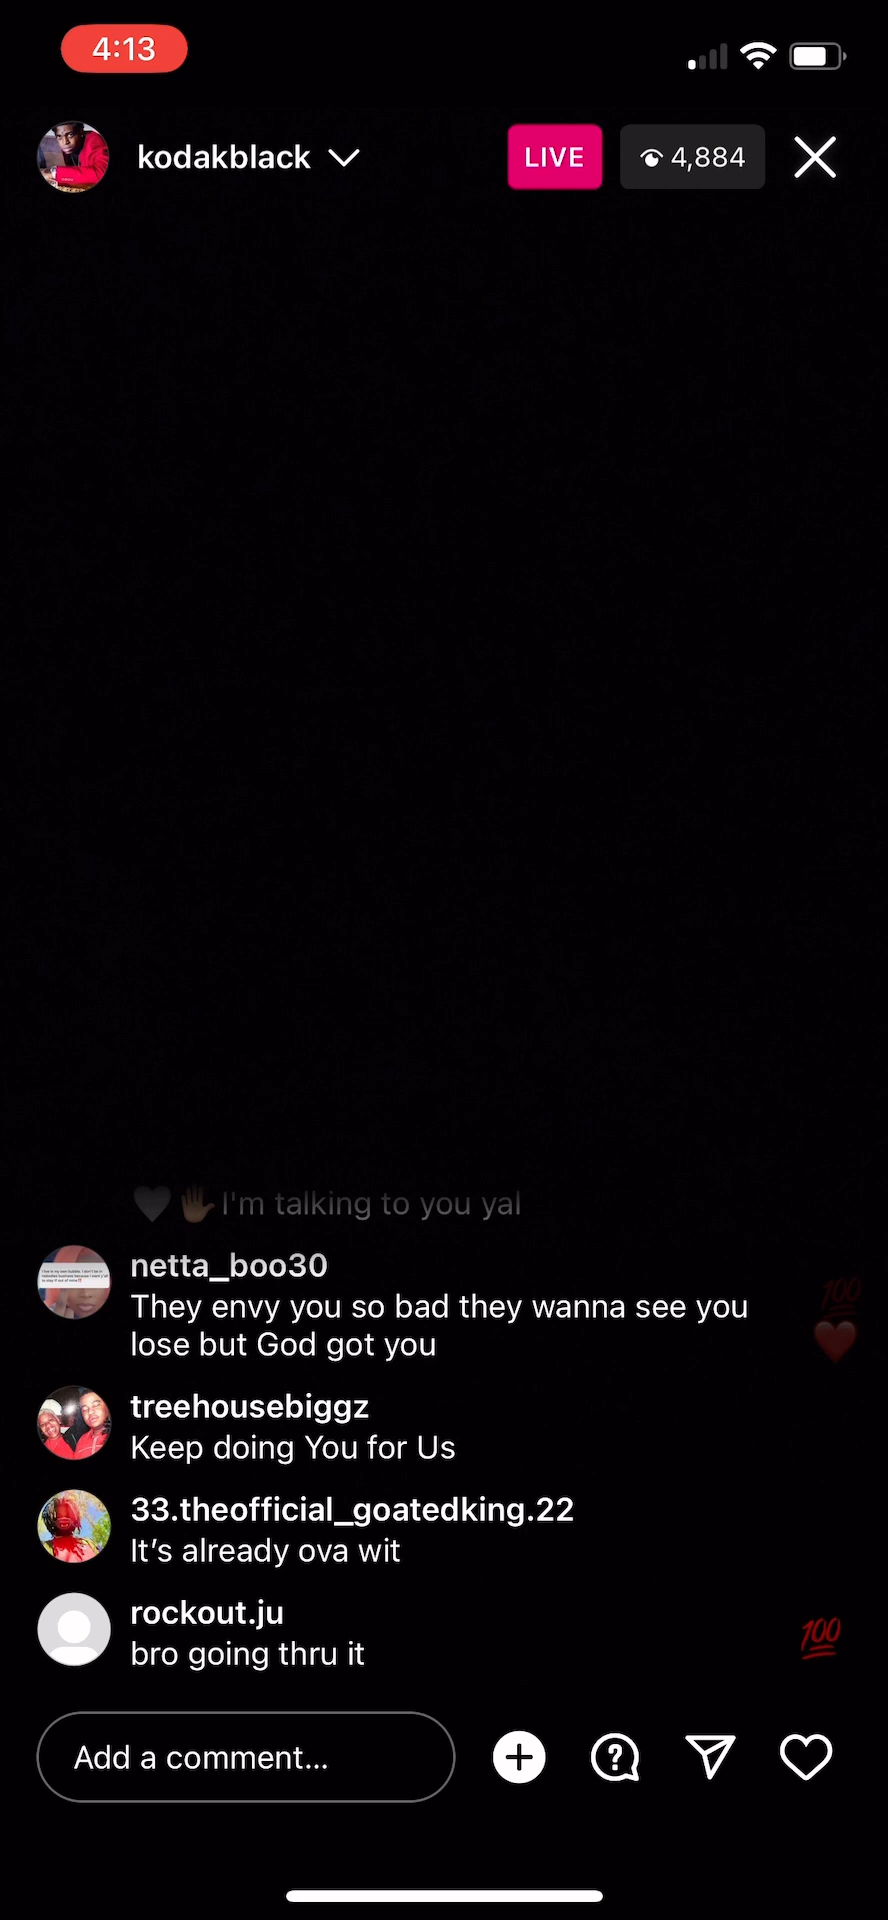 4:13
kodakblack
LIVE
4,884
🤍✋🏾I'm talking to you yal
netta_boo30
They envy you so bad they wanna see you
lose but God got you
treehousebiggz
Keep doing You for Us
33.theofficial_goatedking.22
It’s already ova wit
rockout.ju
bro going thru it
Add a comment...